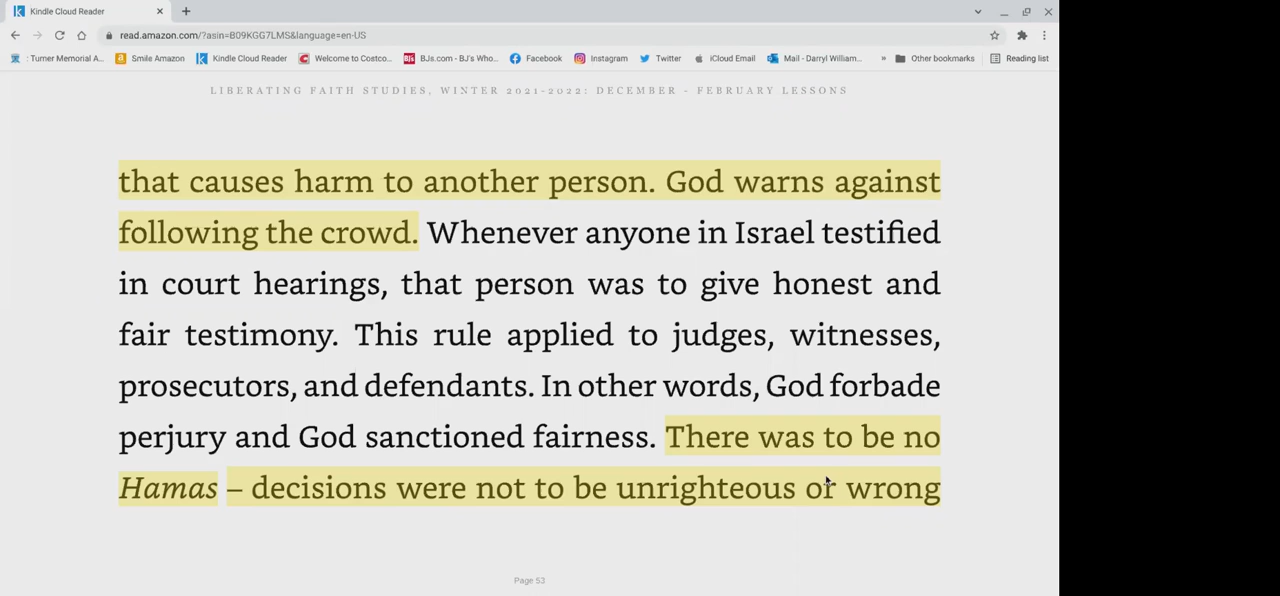 Kindle Cloud Reader
read.amazon.com/?asin=B09KGG7LMS&language=en-US
: Turner Memorial A... Smile Amazon Kindle Cloud Reader Welcome to Costco... BJs.com - BJ's Who... Facebook Instagram Twitter iCloud Email Mail - Darryl William... » Other bookmarks Reading list
LIBERATING FAITH STUDIES, WINTER 2021-2022: DECEMBER - FEBRUARY LESSONS
that causes harm to another person. God warns against
following the crowd. Whenever anyone in Israel testified
in court hearings, that person was to give honest and
fair testimony. This rule applied to judges, witnesses,
prosecutors, and defendants. In other words, God forbade
perjury and God sanctioned fairness. There was to be no
Hamas – decisions were not to be unrighteous or wrong
Page 53